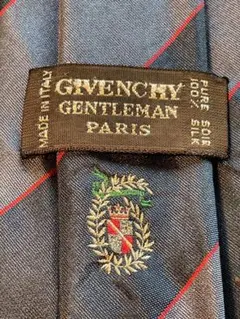 MADE IN ITALY
GIVENCHY
GENTLEMAN
PARIS
PURE SOIE
100% SILK